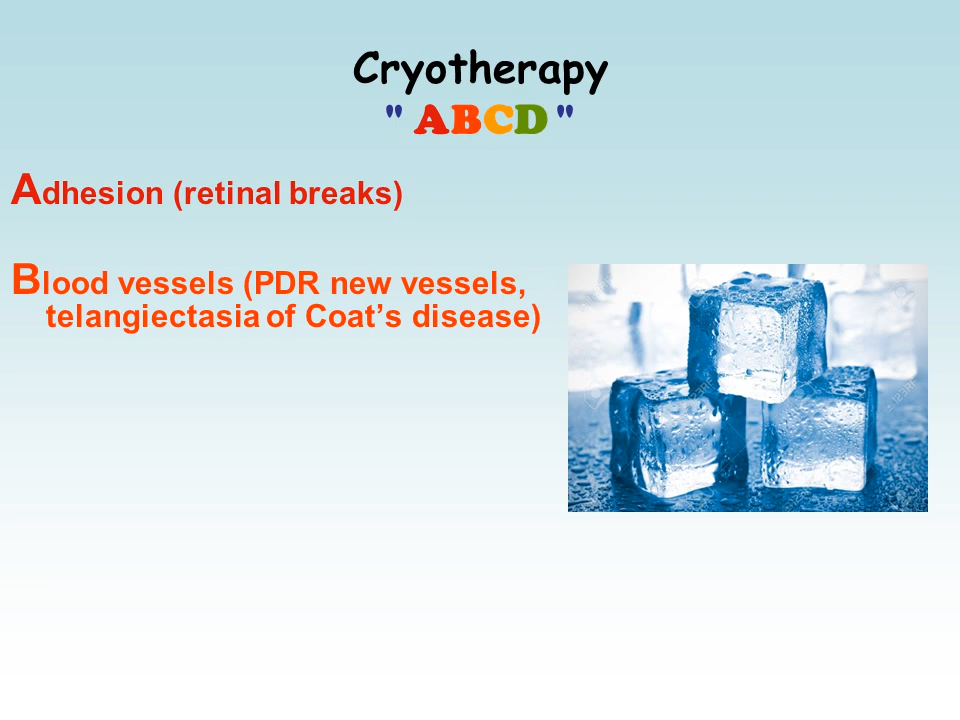 Cryotherapy
" ABCD "
Adhesion (retinal breaks)
Blood vessels (PDR new vessels,
telangiectasia of Coat’s disease)